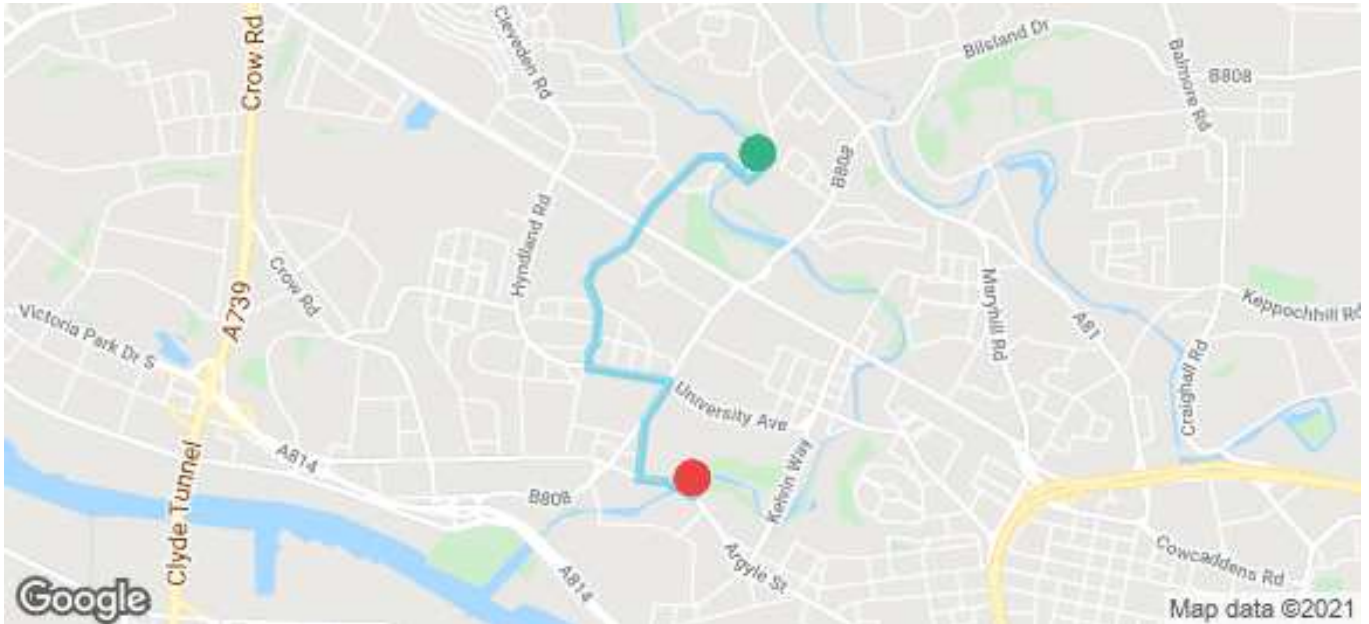 Crow Rd
Cleveden Rd
Bilsland Dr
Balmore Rd
B808
B808
Hyndland Rd
Crow Rd
A739
Victoria Park Dr S
Maryhill Rd
A81
Keppochhill Rd
Craighall Rd
University Ave
Kelvin Way
A814
B808
Clyde Tunnel
Argyle St
A814
Cowcaddens Rd
Google
Map data ©2021